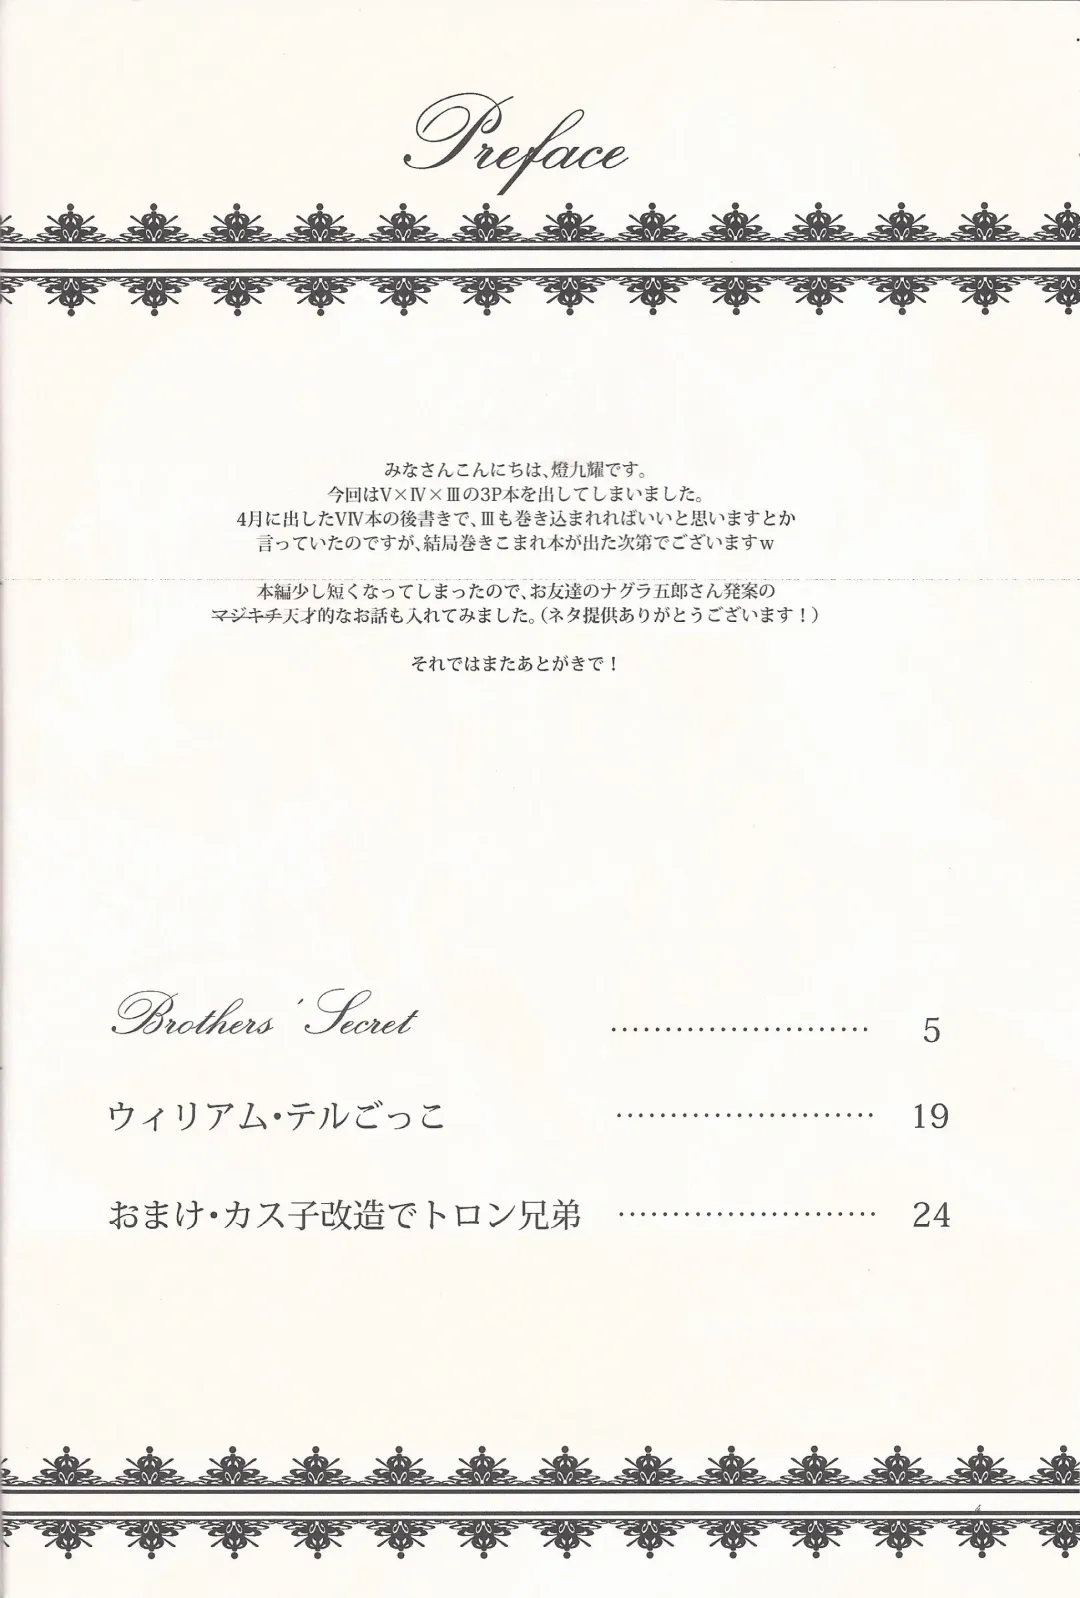 Preface
みなさんこんにちは、燈九耀です。
今回はⅤ×Ⅳ×Ⅲの3P本を出してしまいました。
4月に出したⅤⅣ本の後書きで、Ⅲも巻き込まれればいいと思いますとか
言っていたのですが、結局巻きこまれ本が出た次第でございますw
本編少し短くなってしまったので、お友達のナグラ五郎さん発案の
マジキチ天才的なお話も入れてみました。(ネタ提供ありがとうございます！)
それではまたあとがきで！
Brothers' Secret ........................ 5
ウィリアム・テルごっこ ........................ 19
おまけ・カス子改造でトロン兄弟 ........................ 24
4